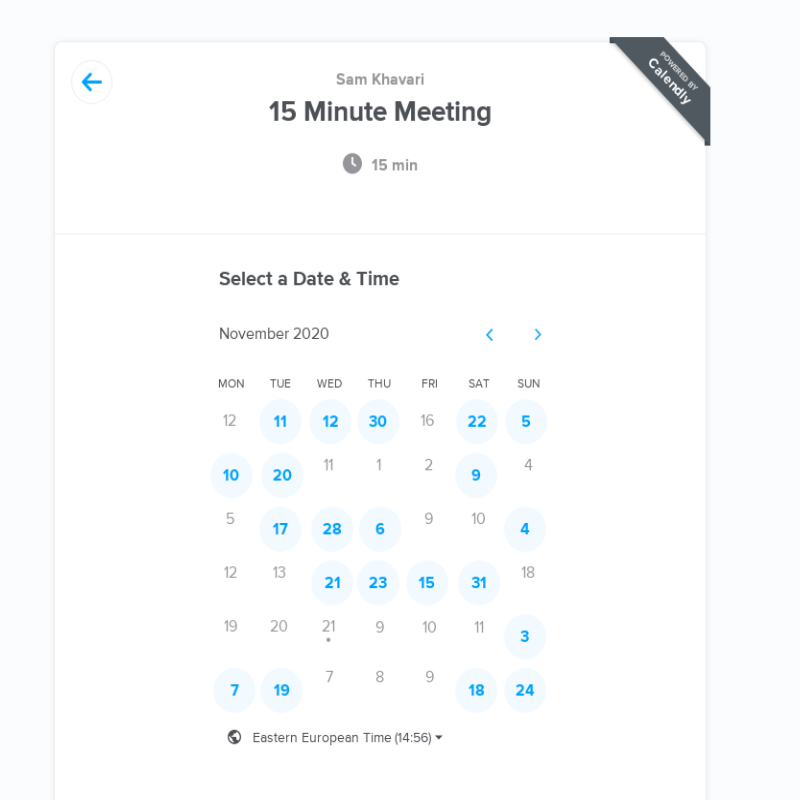 POWERED BY
Calendly
Sam Khavari
15 Minute Meeting
15 min
Select a Date & Time
November 2020
MON TUE WED THU FRI SAT SUN
12 11 12 30 16 22 5
10 20 11 1 2 9 4
5 17 28 6 9 10 4
12 13 21 23 15 31 18
19 20 21 9 10 11 3
7 19 7 8 9 18 24
Eastern European Time (14:56)